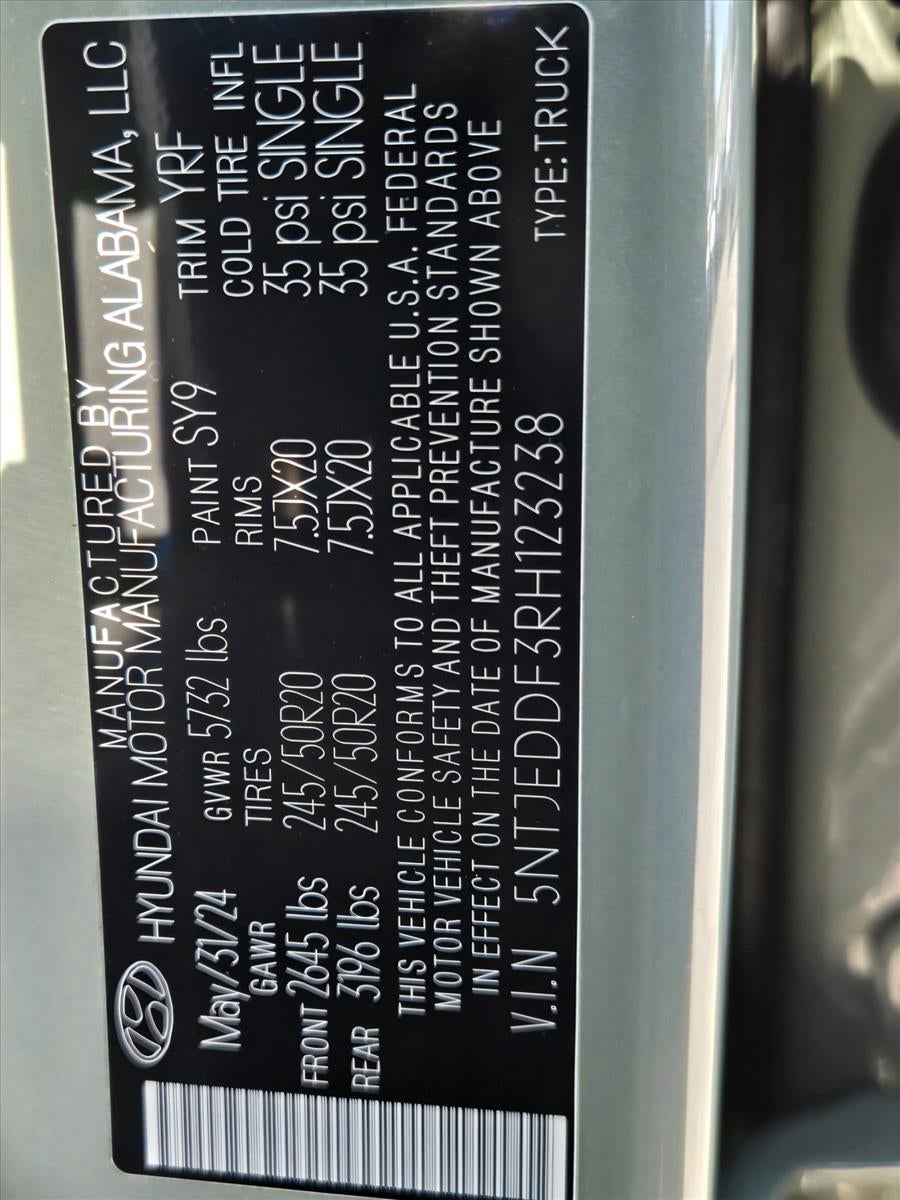 MANUFACTURED BY
HYUNDAI MOTOR MANUFACTURING ALABAMA, LLC
May/31/24 GVWR 5732 lbs PAINT SY9 TRIM YRF
GAWR TIRES RIMS COLD TIRE INFL
FRONT 2645 lbs 245/50R20 7.5JX20 35 psi SINGLE
REAR 3196 lbs 245/50R20 7.5JX20 35 psi SINGLE
THIS VEHICLE CONFORMS TO ALL APPLICABLE U.S.A. FEDERAL
MOTOR VEHICLE SAFETY AND THEFT PREVENTION STANDARDS
IN EFFECT ON THE DATE OF MANUFACTURE SHOWN ABOVE
V.I.N 5NTJEDDF3RH123238 TYPE:TRUCK